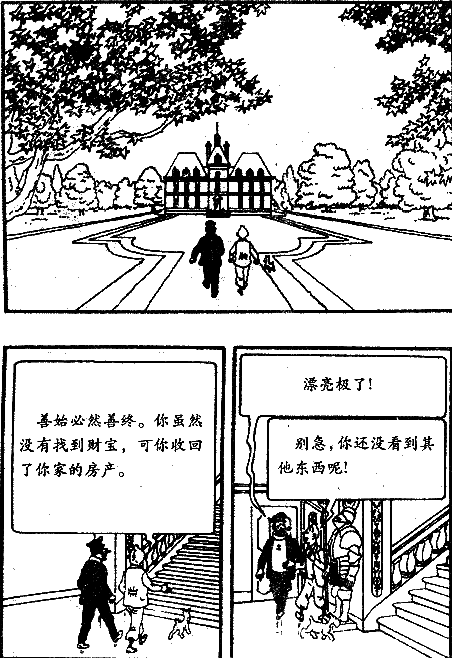 善始必然善终。你虽然
没有找到财宝，可你收回
了你家的房产。
漂亮极了！
别急，你还没看到其
他东西呢！